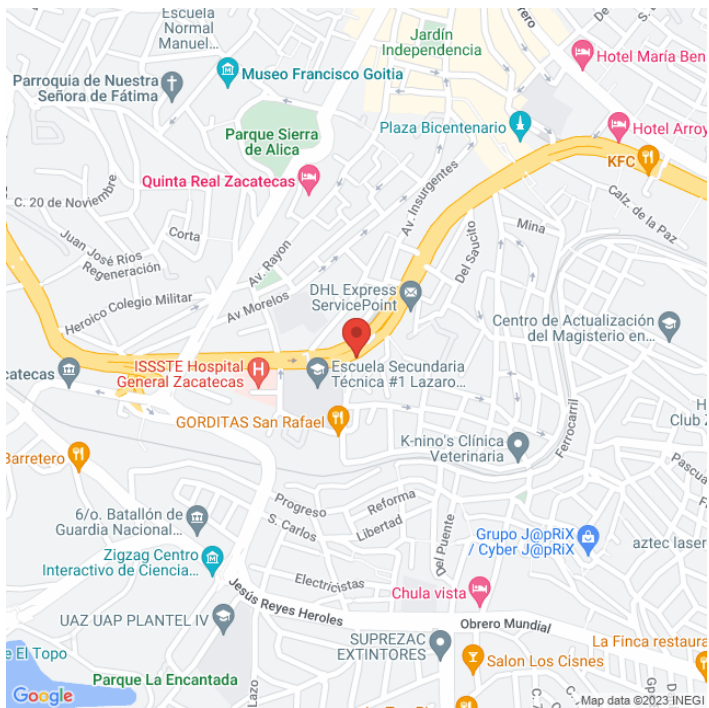 Escuela
Normal
Manuel...
Jardín
Independencia
Hotel María Ben
Museo Francisco Goitia
Parroquia de Nuestra
Señora de Fátima
Plaza Bicentenario
Hotel Arroy
Parque Sierra
de Alica
KFC
Quinta Real Zacatecas
Av. Insurgentes
Calz. de la Paz
C. 20 de Noviembre
Corta
Mina
Juan José Ríos
Regeneración
Av. Rayon
Del Saucito
Heroico Colegio Militar
Av Morelos
DHL Express
ServicePoint
Centro de Actualización
del Magisterio en...
ISSSTE Hospital
General Zacatecas
Escuela Secundaria
Técnica #1 Lazaro...
catecas
GORDITAS San Rafael
Club
K-nino's Clínica
Veterinaria
Ferrocarril
Barretero
Progreso
Reforma
S. Carlos
Libertad
6/o. Batallón de
Guardia Nacional...
Del Puente
Grupo J@pRiX
/ Cyber J@pRiX
aztec laser
Zigzag Centro
Interactivo de Ciencia...
Electricistas
Chula vista
Jesús Reyes Heroles
UAZ UAP PLANTEL IV
Obrero Mundial
SUPREZAC
EXTINTORES
La Finca restaura
Salon Los Cisnes
e El Topo
Parque La Encantada
Lazo
Google
Map data ©2023 INEGI